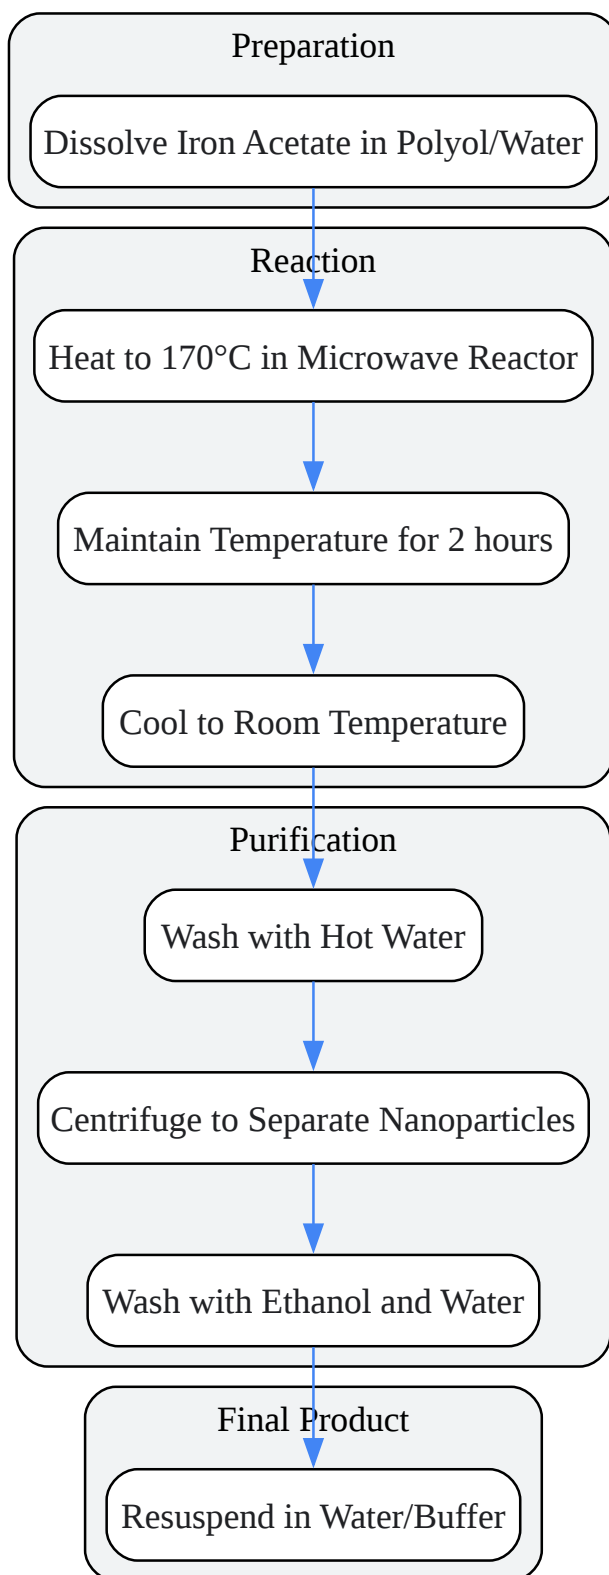 Preparation
Dissolve Iron Acetate in Polyol/Water
Reaction
Heat to 170°C in Microwave Reactor
Maintain Temperature for 2 hours
Cool to Room Temperature
Purification
Wash with Hot Water
Centrifuge to Separate Nanoparticles
Wash with Ethanol and Water
Final Product
Resuspend in Water/Buffer